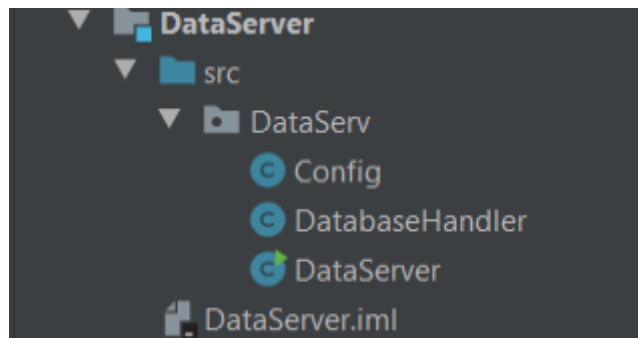 DataServer
src
DataServ
Config
DatabaseHandler
DataServer
DataServer.iml